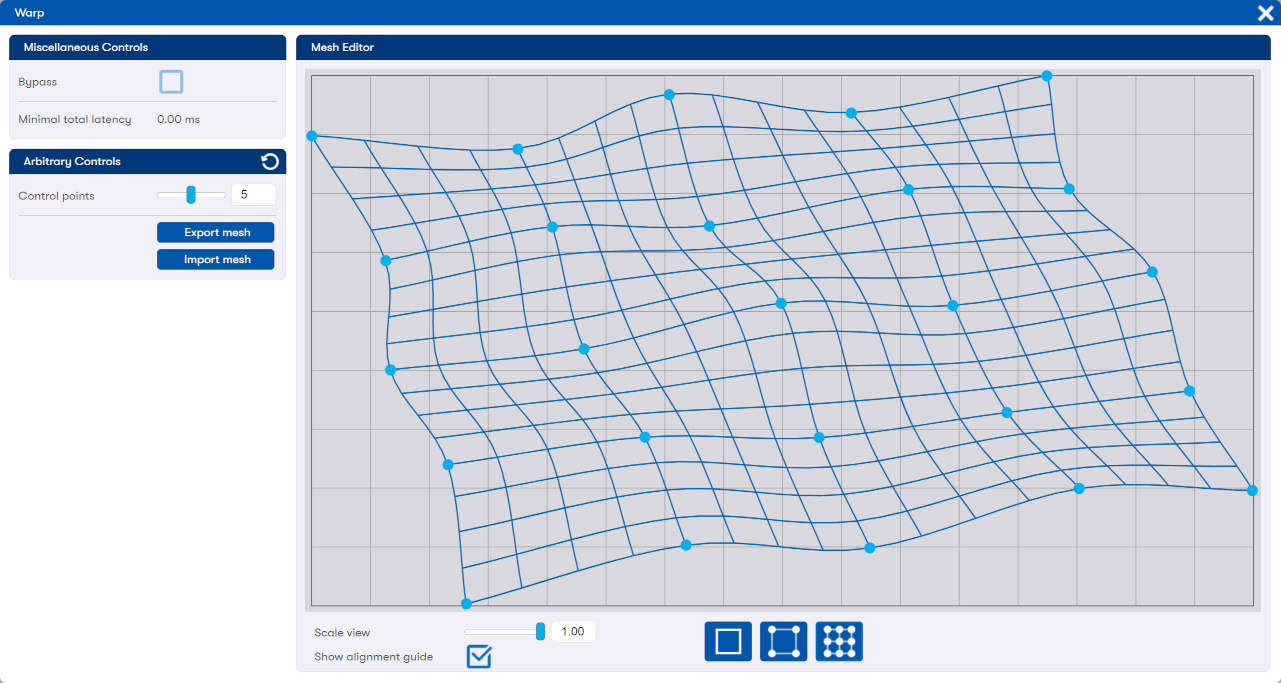 Warp
Miscellaneous Controls
Bypass
Minimal total latency 0.00 ms
Arbitrary Controls
Control points 5
Export mesh
Import mesh
Mesh Editor
Scale view 1.00
Show alignment guide